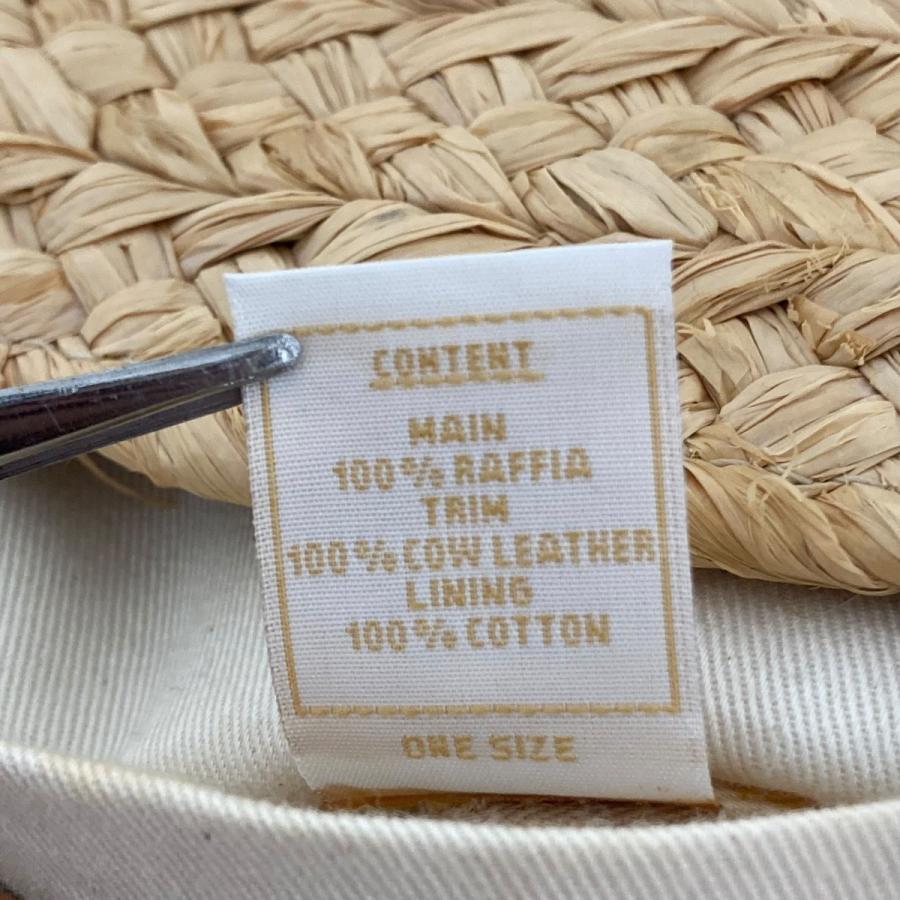 CONTENT
MAIN
100% RAFFIA
TRIM
100% COW LEATHER
LINING
100% COTTON
ONE SIZE